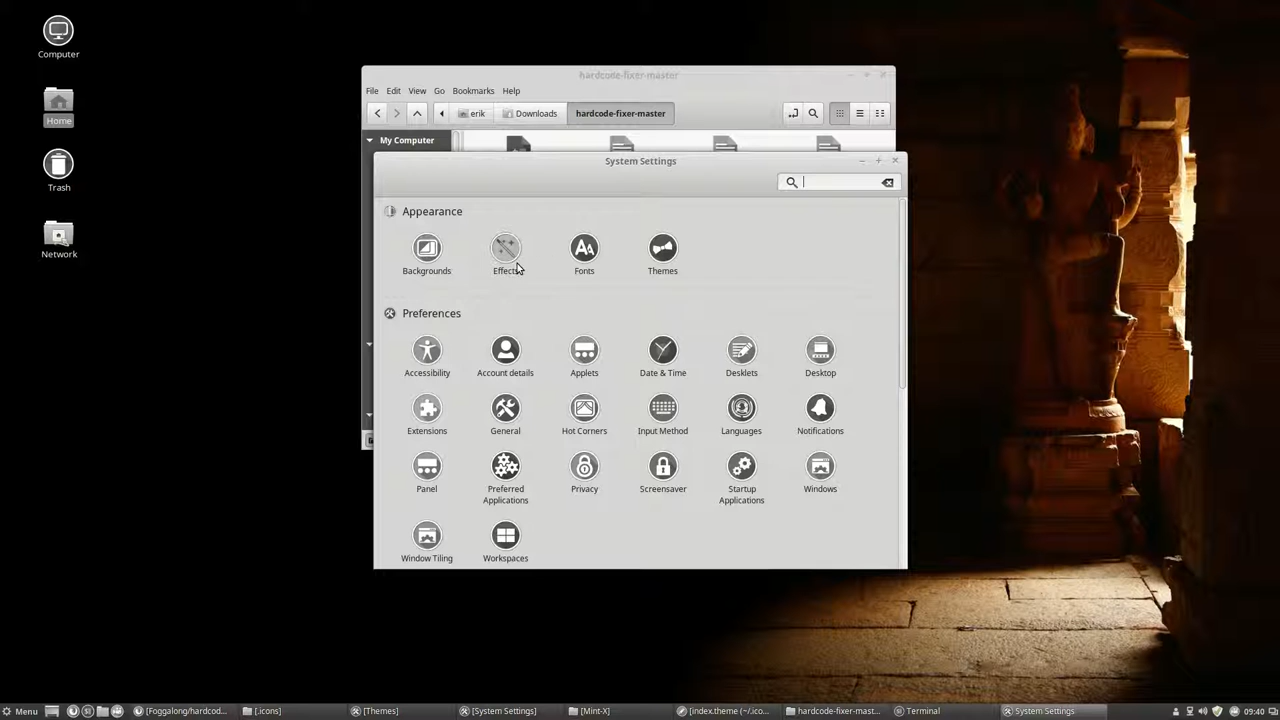 Computer
Home
Trash
Network
hardcode-fixer-master
File Edit View Go Bookmarks Help
erik Downloads hardcode-fixer-master
My Computer
System Settings
Appearance
Backgrounds Effects Fonts Themes
Preferences
Accessibility Account details Applets Date & Time Desklets Desktop
Extensions General Hot Corners Input Method Languages Notifications
Panel Preferred Applications Privacy Screensaver Startup Applications Windows
Window Tiling Workspaces
Menu [Foggalong/hardcod... [.icons] [Themes] [System Settings] [Mint-X] [index.theme (~/.ico... hardcode-fixer-mast... Terminal System Settings 09:40